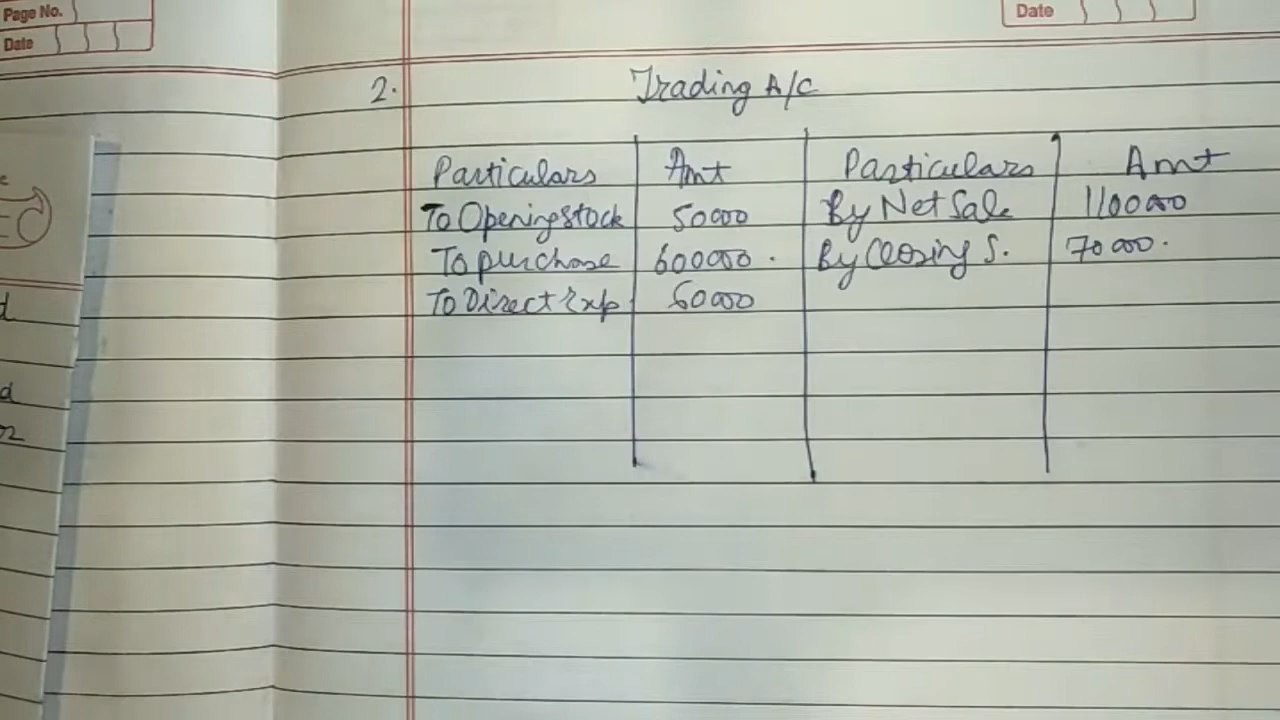 Page No.
Date
Date
2. Trading A/C
Particulars Amt Particulars Amt
To Opening stock 50000 By Net Sale 1100000
To purchase 600000. By Closing S. 70000.
To Direct Exp 60000